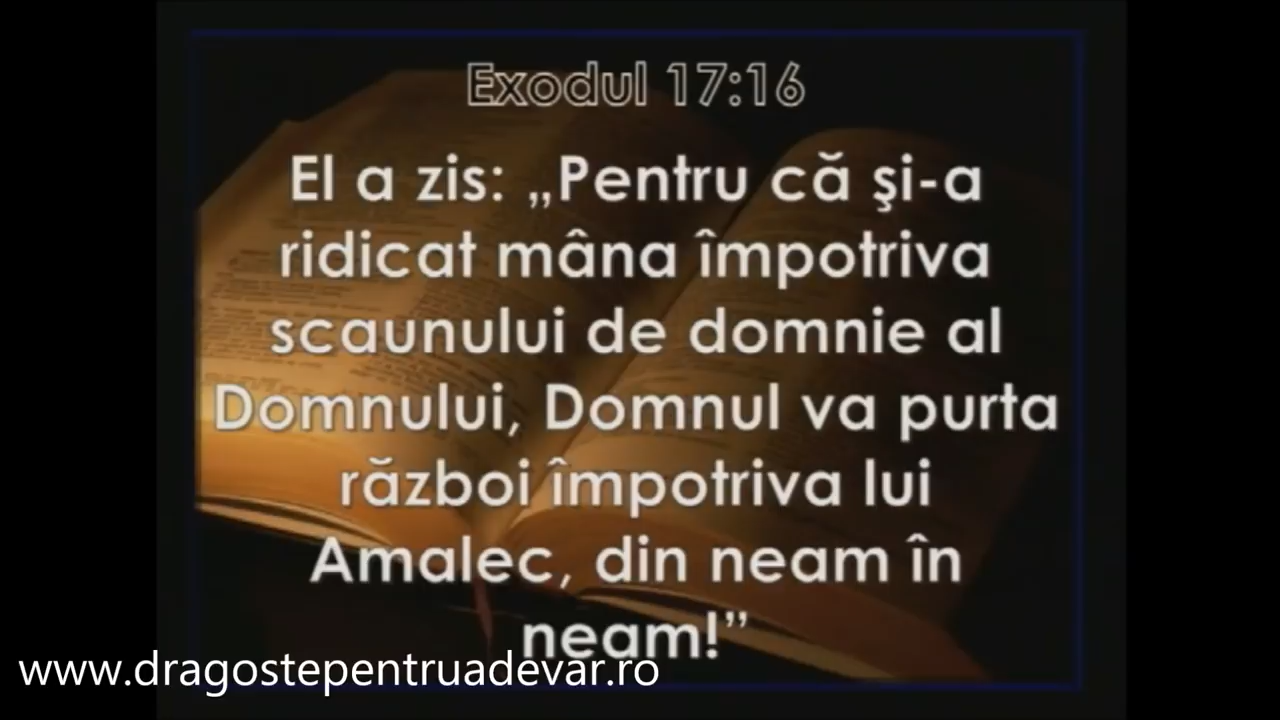 Exodul 17:16
El a zis: „Pentru că şi-a
ridicat mâna împotriva
scaunului de domnie al
Domnului, Domnul va purta
război împotriva lui
Amalec, din neam în
neam!”
www.dragostepentruadevar.ro